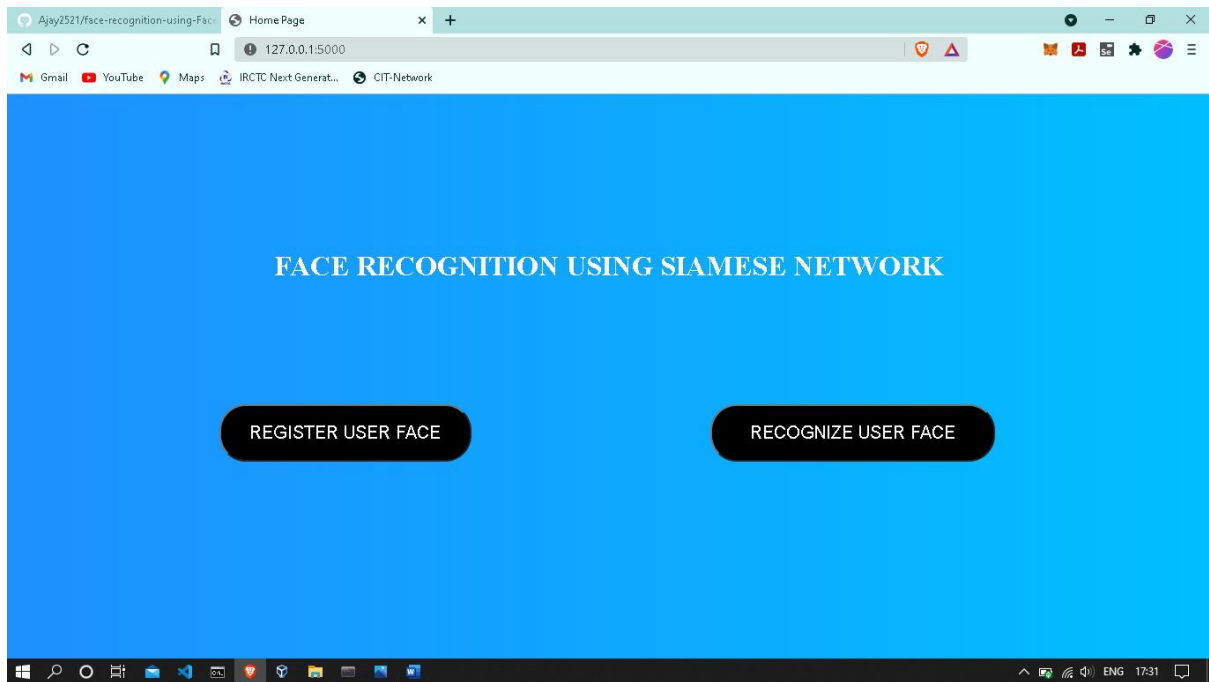 Ajay2521/face-recognition-using-Face
Home Page
127.0.0.1:5000
Gmail YouTube Maps IRCTC Next Generat... CIT-Network
Se
FACE RECOGNITION USING SIAMESE NETWORK
REGISTER USER FACE
RECOGNIZE USER FACE
ENG 17:31